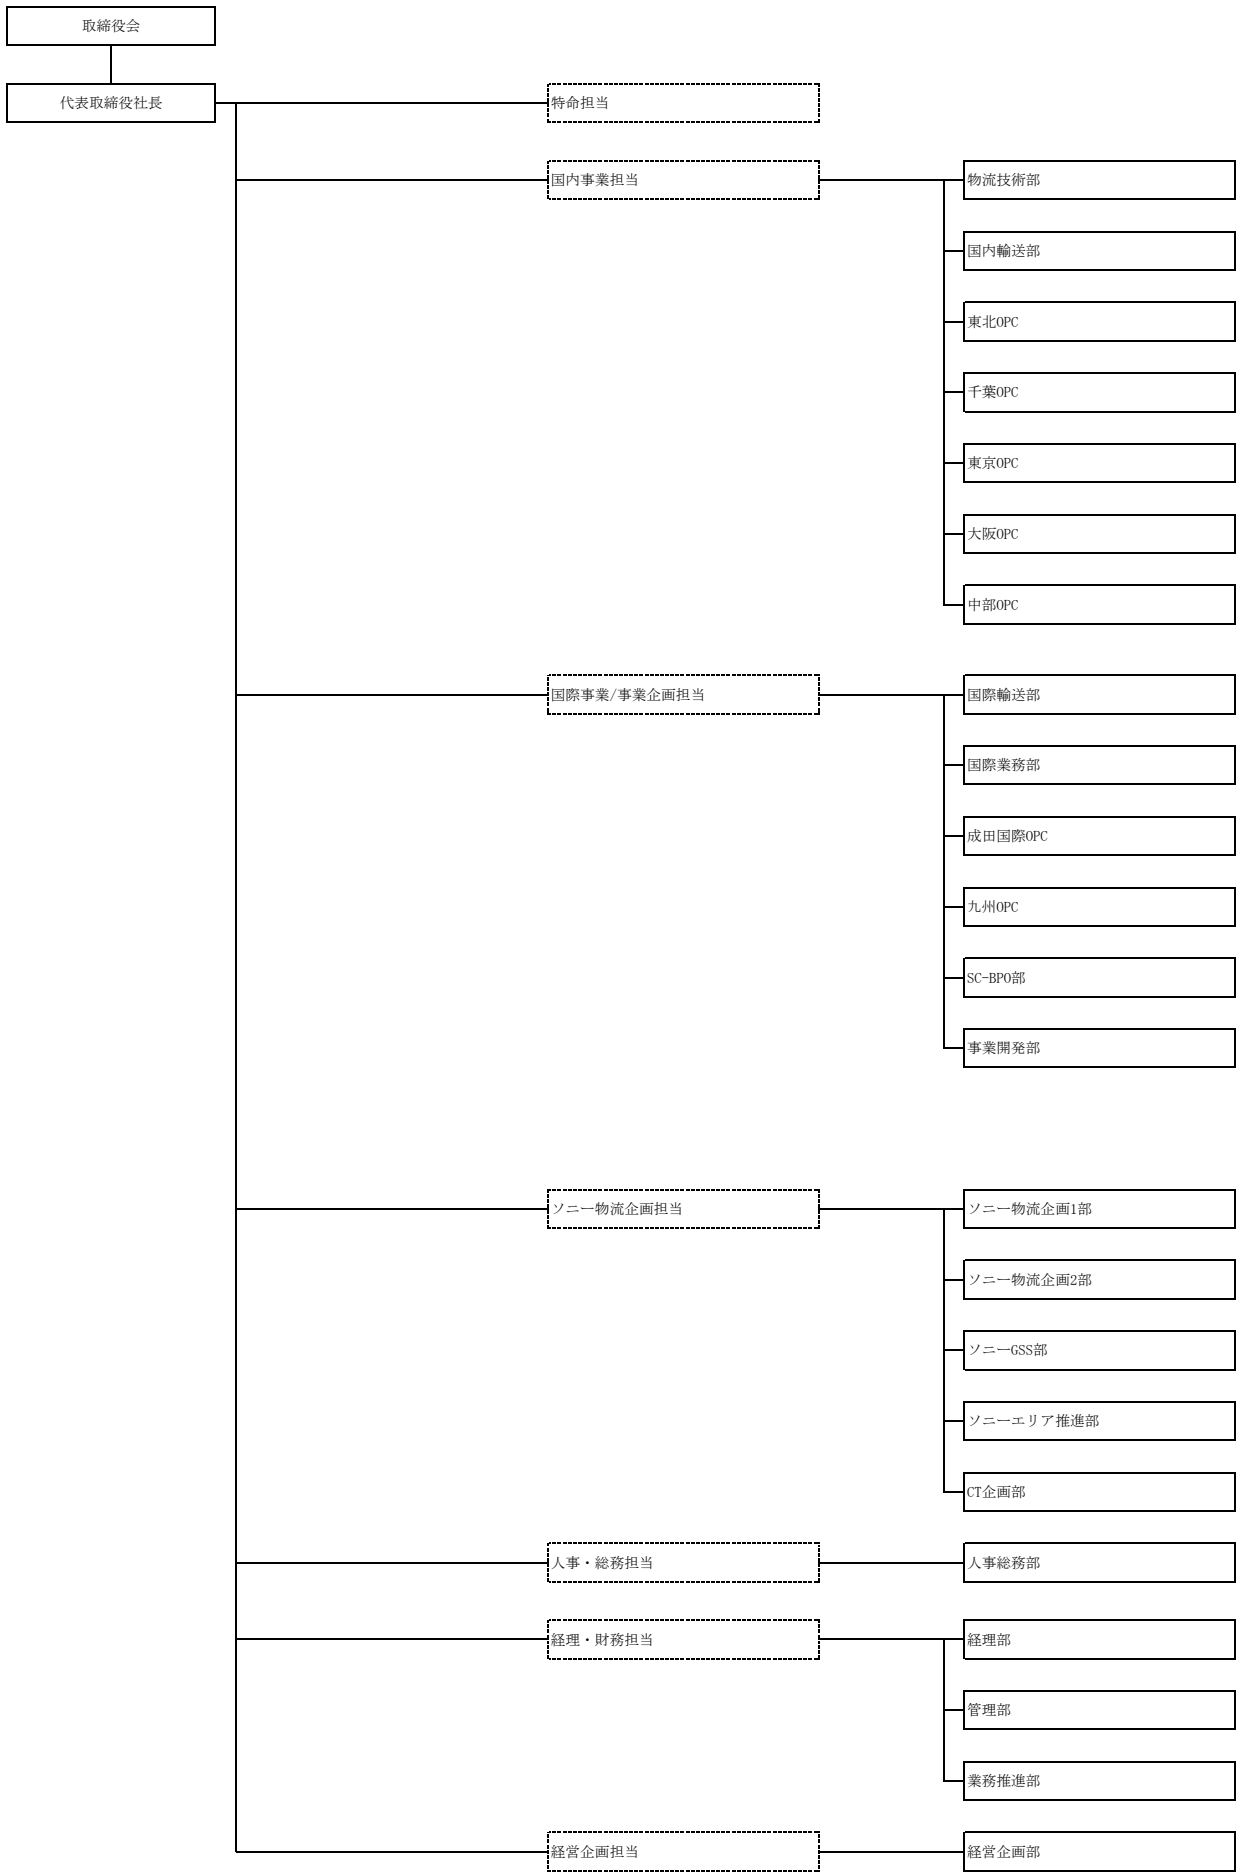 取締役会
代表取締役社長
特命担当
国内事業担当
物流技術部
国内輸送部
東北OPC
千葉OPC
東京OPC
大阪OPC
中部OPC
国際事業/事業企画担当
国際輸送部
国際業務部
成田国際OPC
九州OPC
SC-BPO部
事業開発部
ソニー物流企画担当
ソニー物流企画1部
ソニー物流企画2部
ソニーGSS部
ソニーエリア推進部
CT企画部
人事・総務担当
人事総務部
経理・財務担当
経理部
管理部
業務推進部
経営企画担当
経営企画部